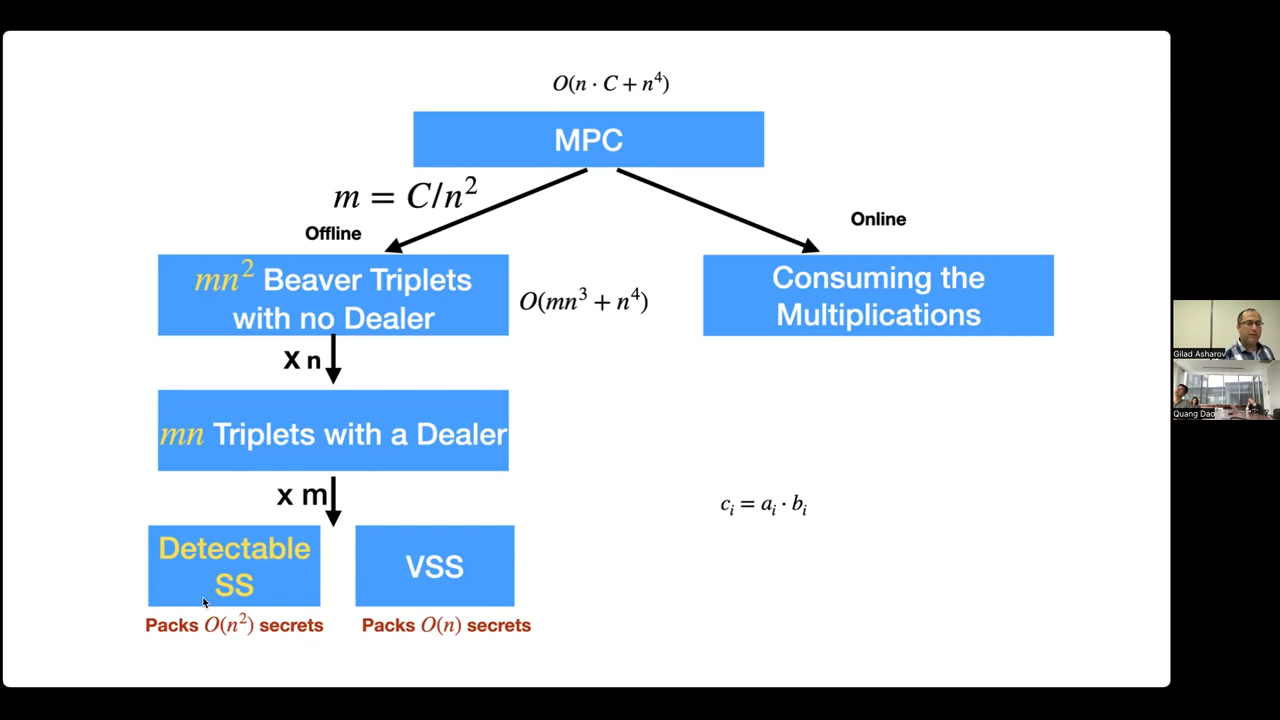 O(n · C + n⁴)
MPC
m = C/n²
Offline
Online
mn² Beaver Triplets
with no Dealer
O(mn³ + n⁴)
Consuming the
Multiplications
X n
mn Triplets with a Dealer
x m
cᵢ = aᵢ · bᵢ
Detectable
SS
VSS
Packs O(n²) secrets
Packs O(n) secrets
Gilad Asharov
Quang Dao